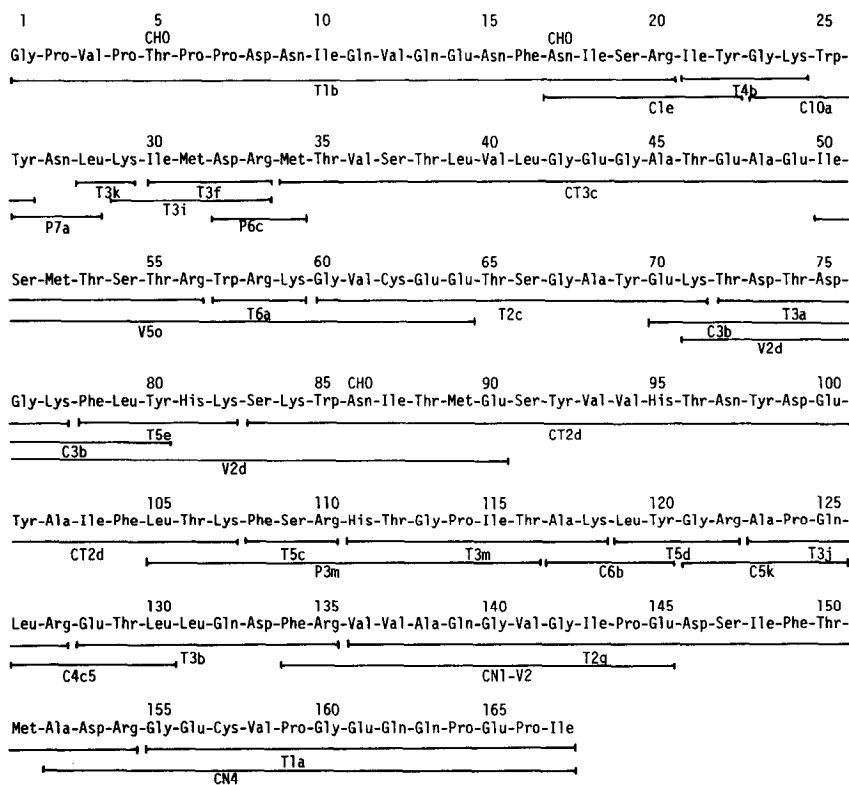 1 5 10 15 20 25
CHO CHO
Gly-Pro-Val-Pro-Thr-Pro-Pro-Asp-Asn-Ile-Gln-Val-Gln-Glu-Asn-Phe-Asn-Ile-Ser-Arg-Ile-Tyr-Gly-Lys-Trp-
T1b T4b
C1e C10a
30 35 40 45 50
Tyr-Asn-Leu-Lys-Ile-Met-Asp-Arg-Met-Thr-Val-Ser-Thr-Leu-Val-Leu-Gly-Glu-Gly-Ala-Thr-Glu-Ala-Glu-Ile-
T3k T3f CT3c
T3i
P7a P6c
55 60 65 70 75
Ser-Met-Thr-Ser-Thr-Arg-Trp-Arg-Lys-Gly-Val-Cys-Glu-Glu-Thr-Ser-Gly-Ala-Tyr-Glu-Lys-Thr-Asp-Thr-Asp-
T6a T2c T3a
V5o C3b
V2d
80 85 CHO 90 95 100
Gly-Lys-Phe-Leu-Tyr-His-Lys-Ser-Lys-Trp-Asn-Ile-Thr-Met-Glu-Ser-Tyr-Val-Val-His-Thr-Asn-Tyr-Asp-Glu-
T5e CT2d
C3b
V2d
105 110 115 120 125
Tyr-Ala-Ile-Phe-Leu-Thr-Lys-Phe-Ser-Arg-His-Thr-Gly-Pro-Ile-Thr-Ala-Lys-Leu-Tyr-Gly-Arg-Ala-Pro-Gln-
CT2d T5c T3m T5d T3j
P3m C6b C5k
130 135 140 145 150
Leu-Arg-Glu-Thr-Leu-Leu-Gln-Asp-Phe-Arg-Val-Val-Ala-Gln-Gly-Val-Gly-Ile-Pro-Glu-Asp-Ser-Ile-Phe-Thr-
T3b T2g
C4c5 CN1-V2
155 160 165
Met-Ala-Asp-Arg-Gly-Glu-Cys-Val-Pro-Gly-Glu-Gln-Gln-Pro-Glu-Pro-Ile
T1a
CN4